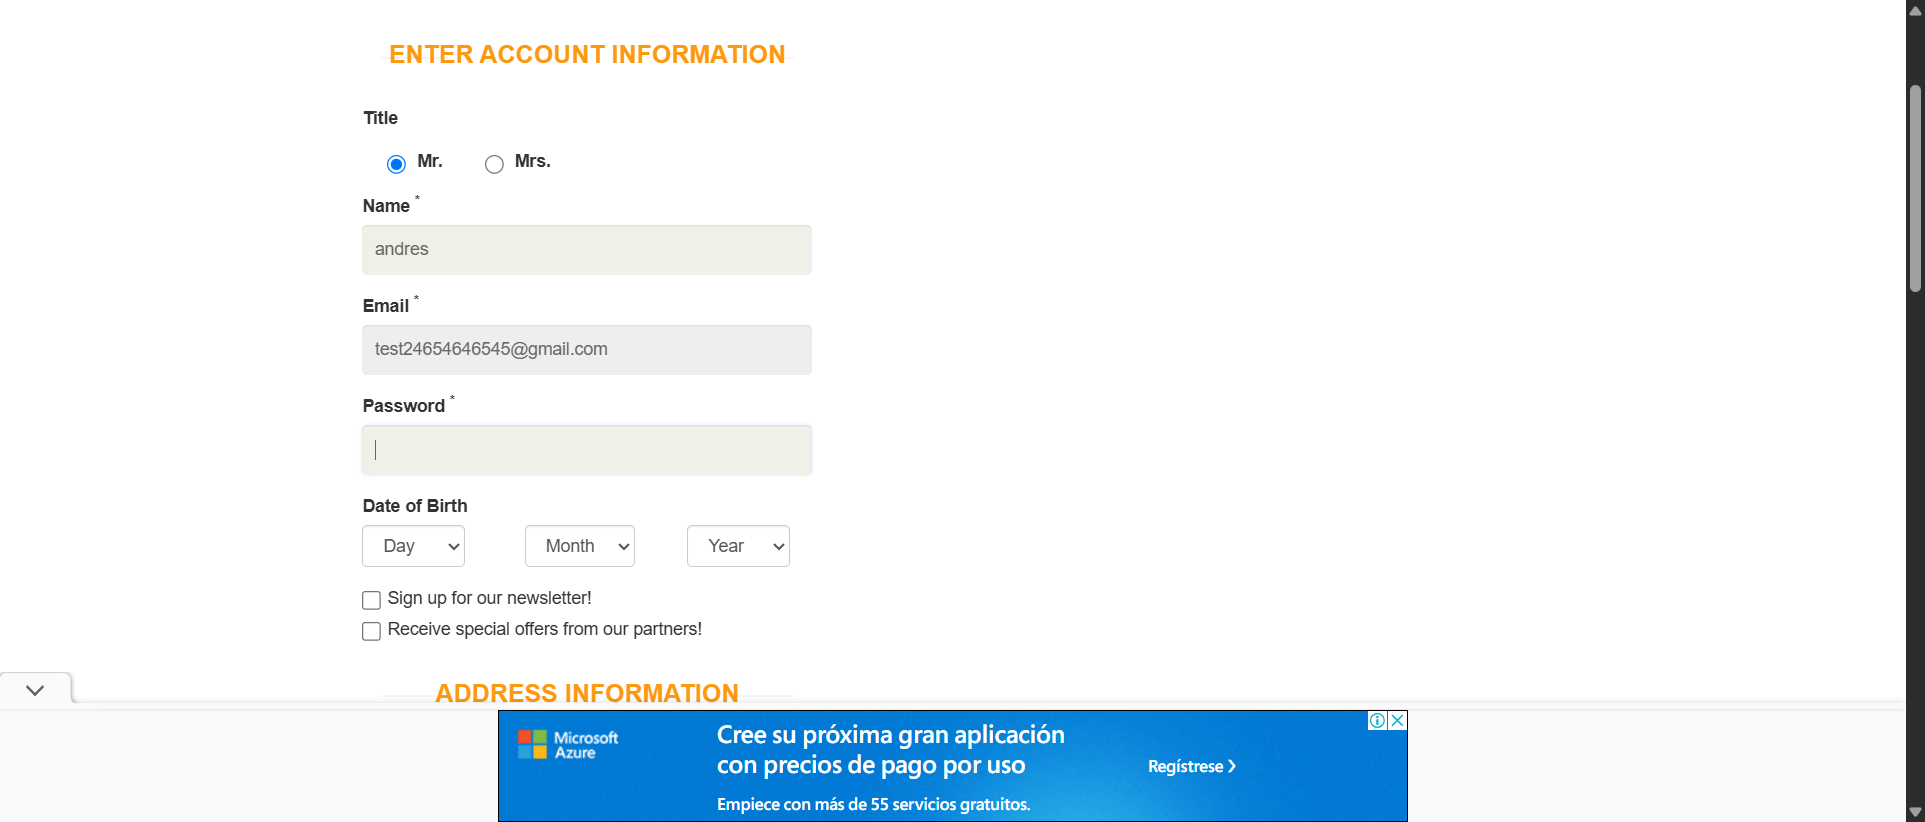 ENTER ACCOUNT INFORMATION
Title
Mr. Mrs.
Name *
andres
Email *
test24654646545@gmail.com
Password *
Date of Birth
Day Month Year
Sign up for our newsletter!
Receive special offers from our partners!
ADDRESS INFORMATION
Microsoft
Azure
Cree su próxima gran aplicación
con precios de pago por uso
Empiece con más de 55 servicios gratuitos.
Regístrese